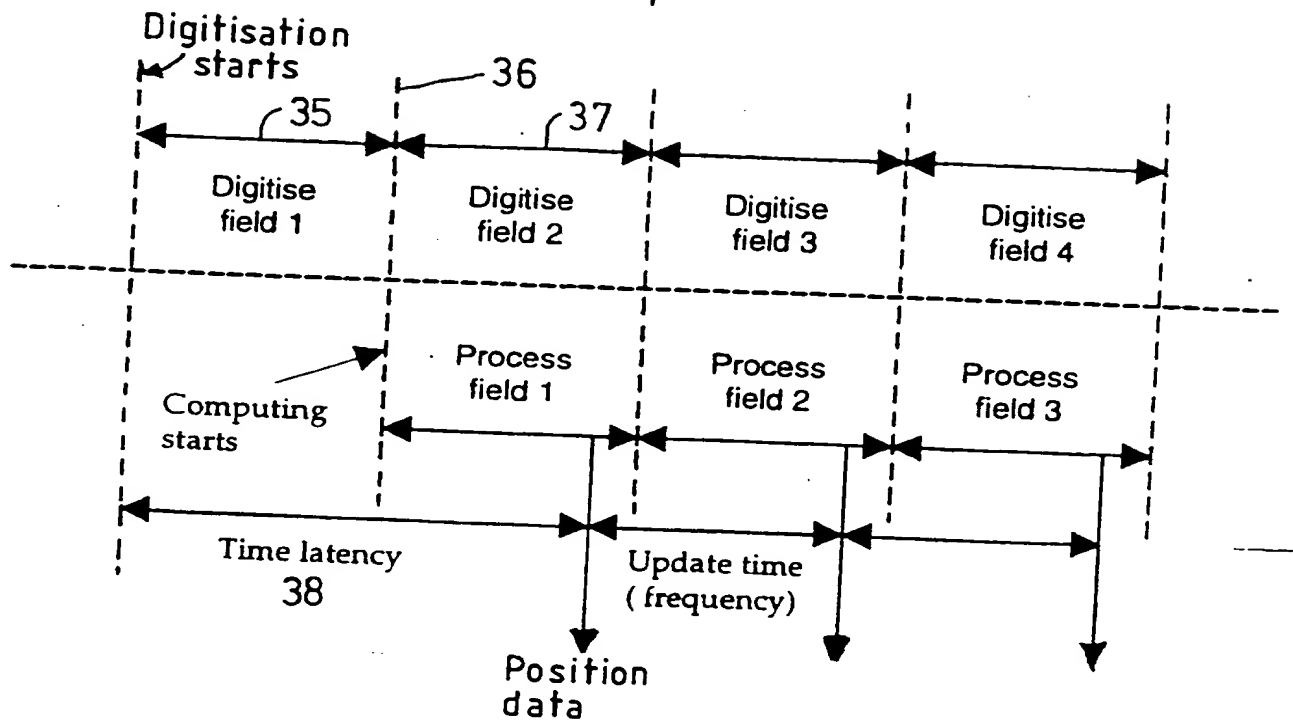 Digitisation
starts
36
35
37
Digitise
field 1
Digitise
field 2
Digitise
field 3
Digitise
field 4
Computing
starts
Process
field 1
Process
field 2
Process
field 3
Time latency
38
Update time
( frequency)
Position
data